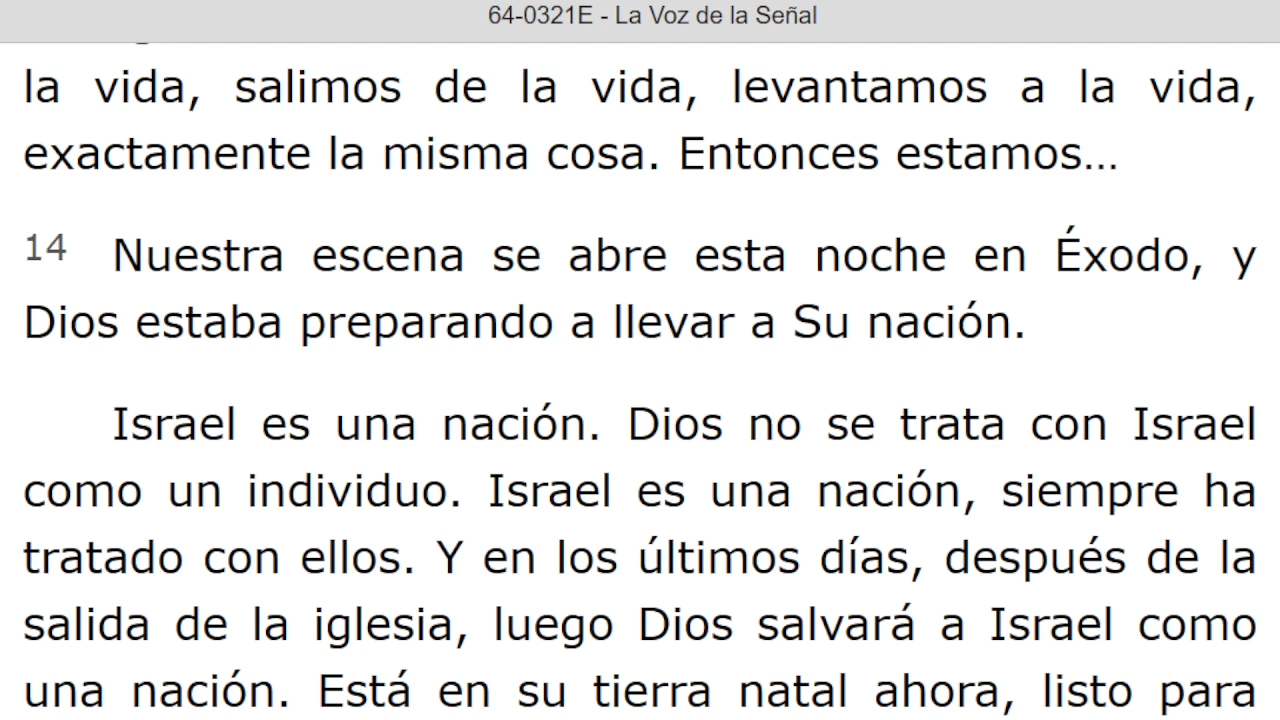 64-0321E - La Voz de la Señal
la vida, salimos de la vida, levantamos a la vida,
exactamente la misma cosa. Entonces estamos...
14 Nuestra escena se abre esta noche en Éxodo, y
Dios estaba preparando a llevar a Su nación.
Israel es una nación. Dios no se trata con Israel
como un individuo. Israel es una nación, siempre ha
tratado con ellos. Y en los últimos días, después de la
salida de la iglesia, luego Dios salvará a Israel como
una nación. Está en su tierra natal ahora, listo para